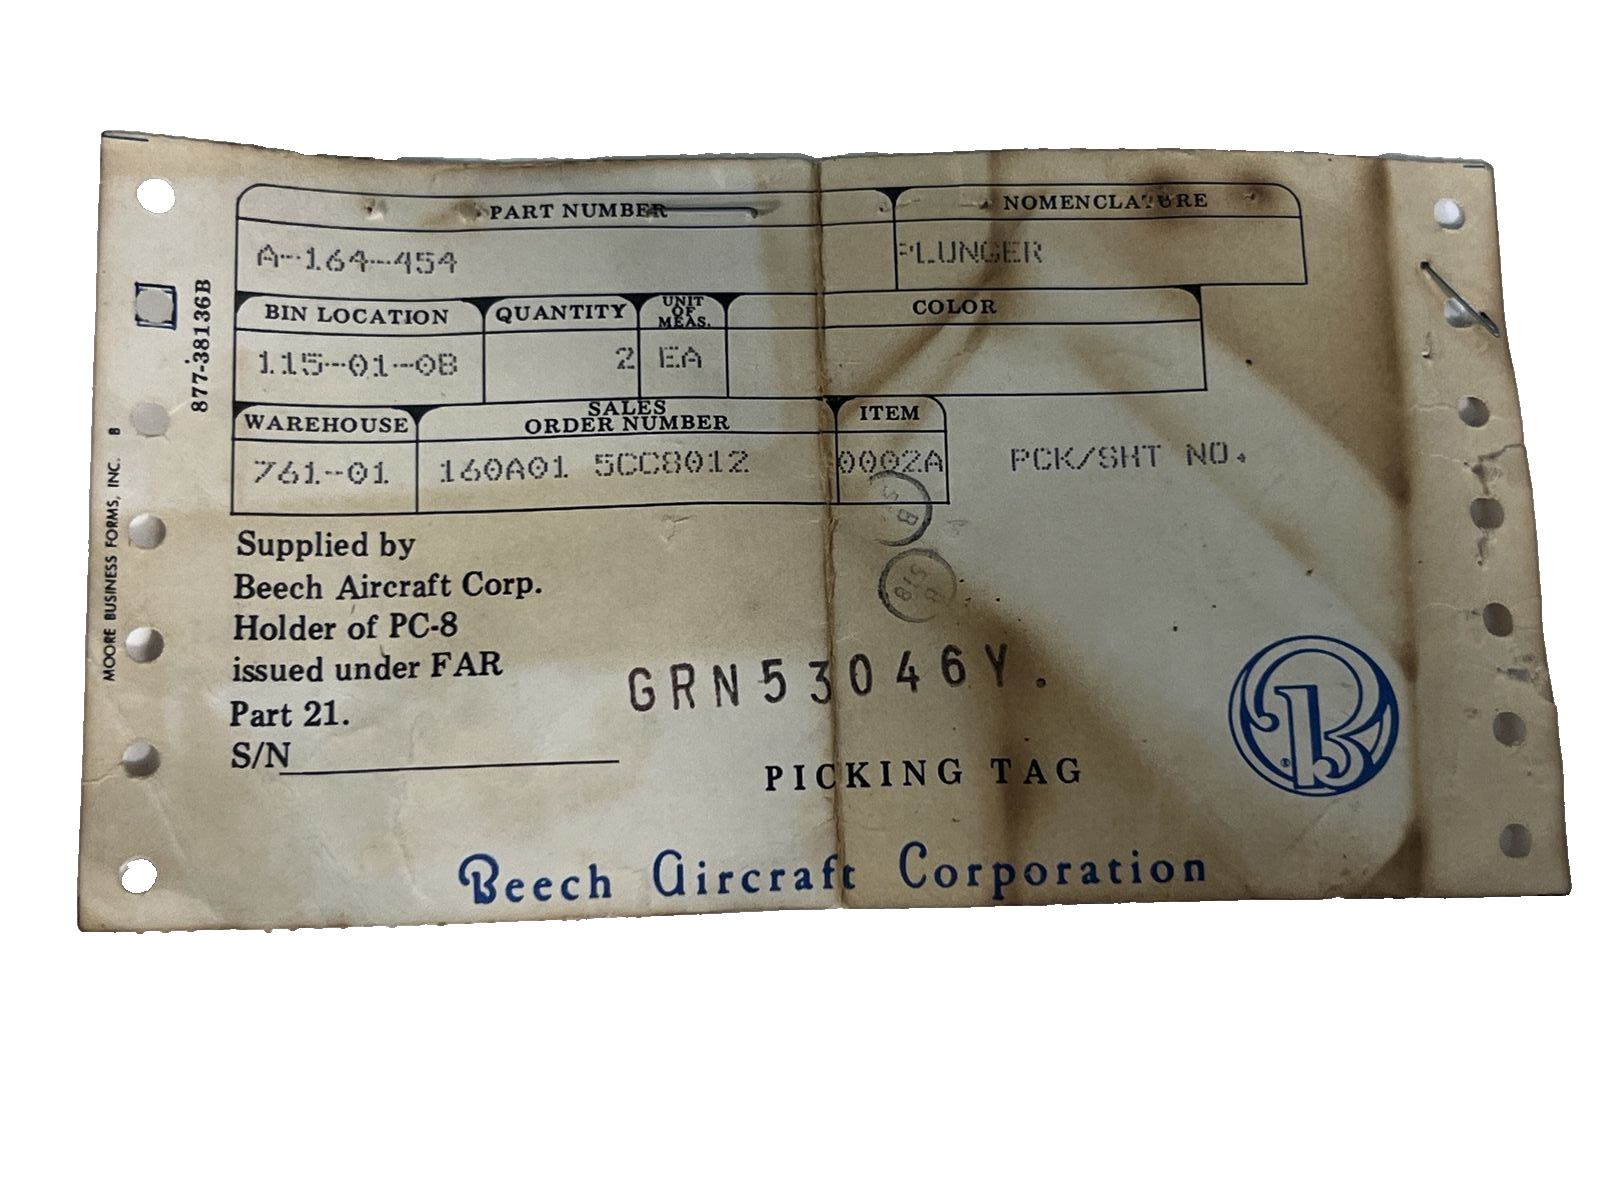 PART NUMBER NOMENCLATURE
A-164-454 PLUNGER
BIN LOCATION QUANTITY UNIT OF MEAS. COLOR
115-01-08 2 EA
WAREHOUSE SALES ORDER NUMBER ITEM
761-01 160A01 5CC8012 0002A PCK/SHT NO.
Supplied by
Beech Aircraft Corp.
Holder of PC-8
issued under FAR
Part 21.
S/N
B
B
518
GRN53046Y.
PICKING TAG
B
®
Beech Aircraft Corporation
877-38136B
MOORE BUSINESS FORMS, INC. B